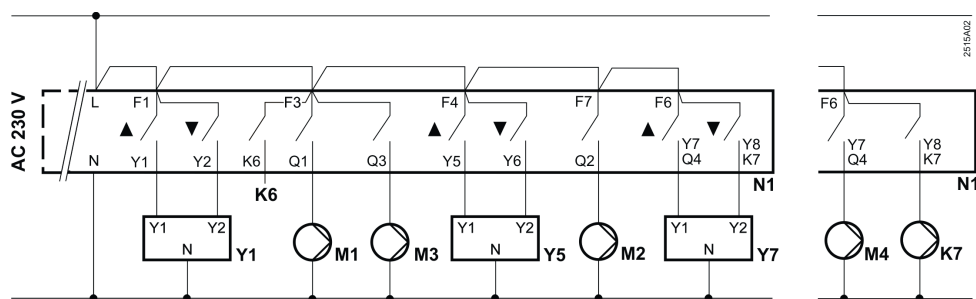 2515A02
AC 230 V
L F1 F3 F4 F7 F6 F6
▲ ▼ ▲ ▼ ▲ ▼
Y7 Y8 Y7 Y8
N Y1 Y2 K6 Q1 Q3 Y5 Y6 Q2 Q4 K7 Q4 K7
K6 N1 N1
Y1 Y2 Y1 Y2 Y1 Y2
N Y1 M1 M3 N Y5 M2 N Y7 M4 K7